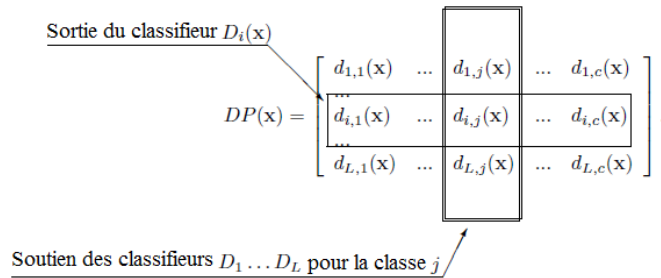 Sortie du classifieur D_i(x)
d_{1,1}(x) ... d_{1,j}(x) ... d_{1,c}(x)
...
DP(x) = d_{i,1}(x) ... d_{i,j}(x) ... d_{i,c}(x)
...
d_{L,1}(x) ... d_{L,j}(x) ... d_{L,c}(x)
Soutien des classifieurs D_1 ... D_L pour la classe j